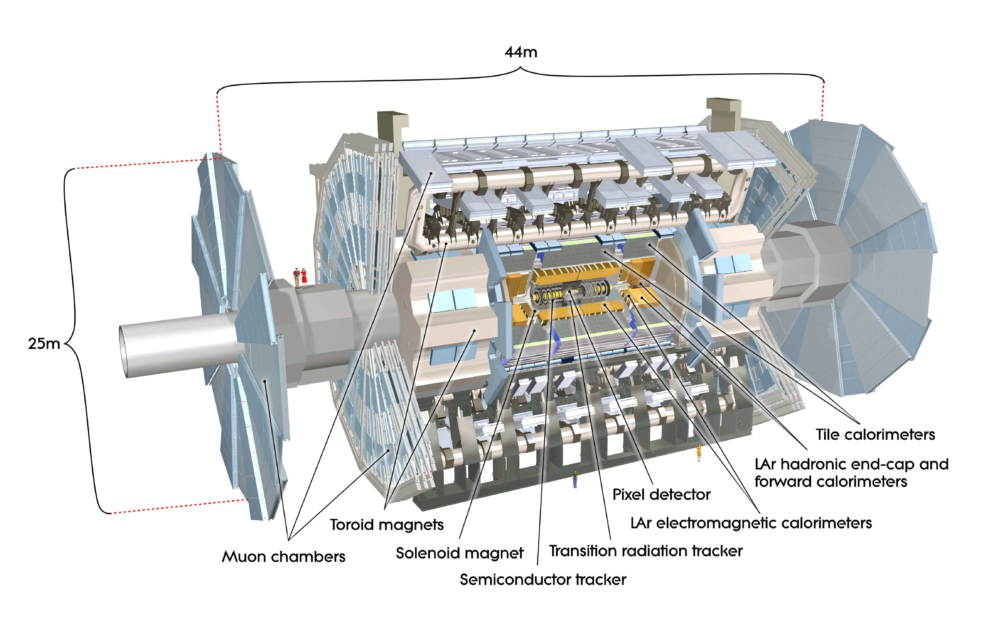 44m
25m
Tile calorimeters
LAr hadronic end-cap and
forward calorimeters
Pixel detector
LAr electromagnetic calorimeters
Toroid magnets
Solenoid magnet
Transition radiation tracker
Muon chambers
Semiconductor tracker